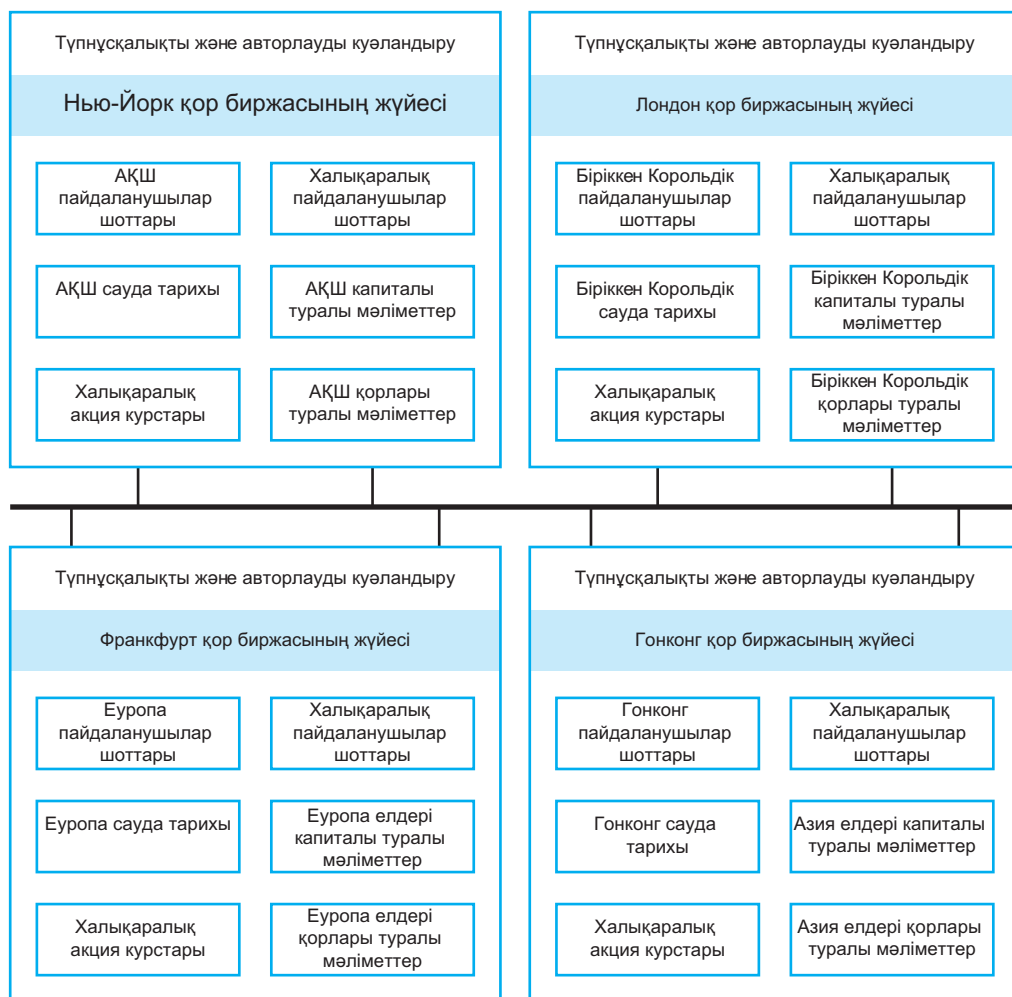 Түпнұсқалықты және авторлауды куәландыру
Нью-Йорк қор биржасының жүйесі
АҚШ
пайдаланушылар
шоттары
Халықаралық
пайдаланушылар
шоттары
АҚШ сауда тарихы
АҚШ капиталы
туралы мәліметтер
Халықаралық
акция курстары
АҚШ қорлары
туралы мәліметтер
Түпнұсқалықты және авторлауды куәландыру
Лондон қор биржасының жүйесі
Біріккен Корольдік
пайдаланушылар
шоттары
Халықаралық
пайдаланушылар
шоттары
Біріккен Корольдік
сауда тарихы
Біріккен Корольдік
капиталы туралы
мәліметтер
Халықаралық
акция курстары
Біріккен Корольдік
қорлары туралы
мәліметтер
Түпнұсқалықты және авторлауды куәландыру
Франкфурт қор биржасының жүйесі
Еуропа
пайдаланушылар
шоттары
Халықаралық
пайдаланушылар
шоттары
Еуропа сауда тарихы
Еуропа елдері
капиталы туралы
мәліметтер
Халықаралық
акция курстары
Еуропа елдері
қорлары туралы
мәліметтер
Түпнұсқалықты және авторлауды куәландыру
Гонконг қор биржасының жүйесі
Гонконг
пайдаланушылар
шоттары
Халықаралық
пайдаланушылар
шоттары
Гонконг сауда
тарихы
Азия елдері капиталы
туралы мәліметтер
Халықаралық
акция курстары
Азия елдері қорлары
туралы мәліметтер